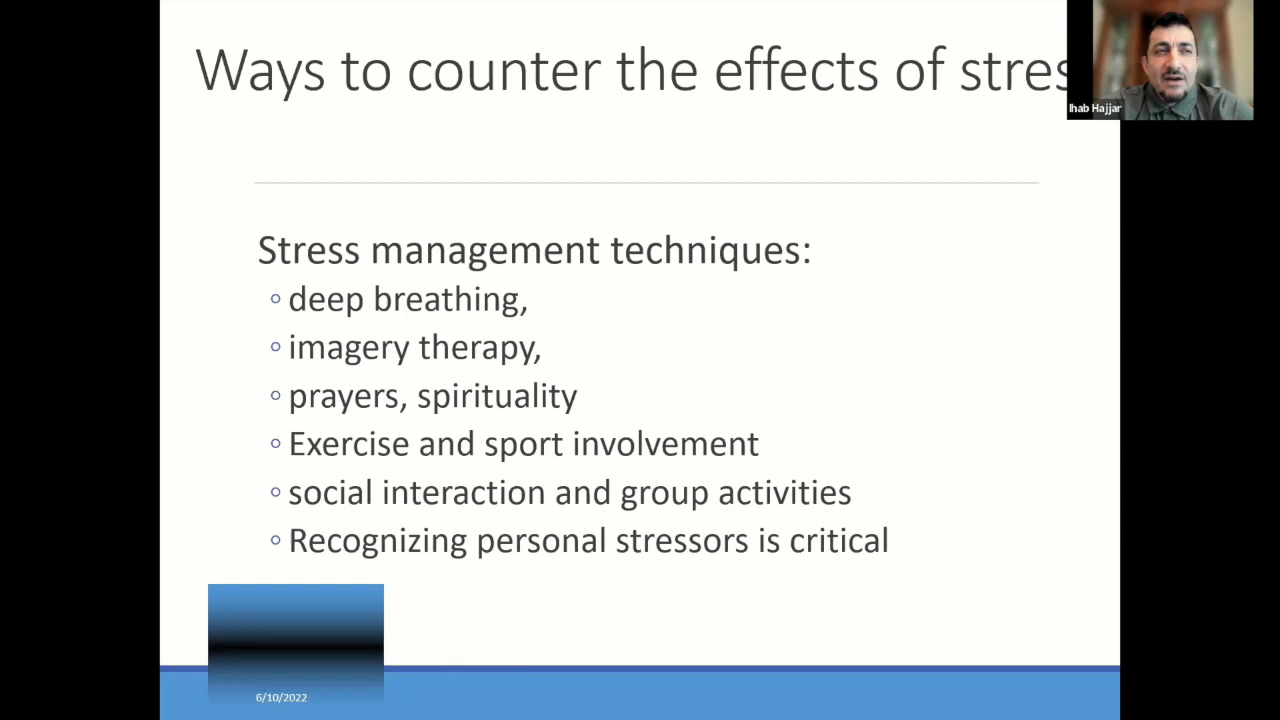 Ways to counter the effects of stres
Ihab Hajjar
Stress management techniques:
◦ deep breathing,
◦ imagery therapy,
◦ prayers, spirituality
◦ Exercise and sport involvement
◦ social interaction and group activities
◦ Recognizing personal stressors is critical
6/10/2022